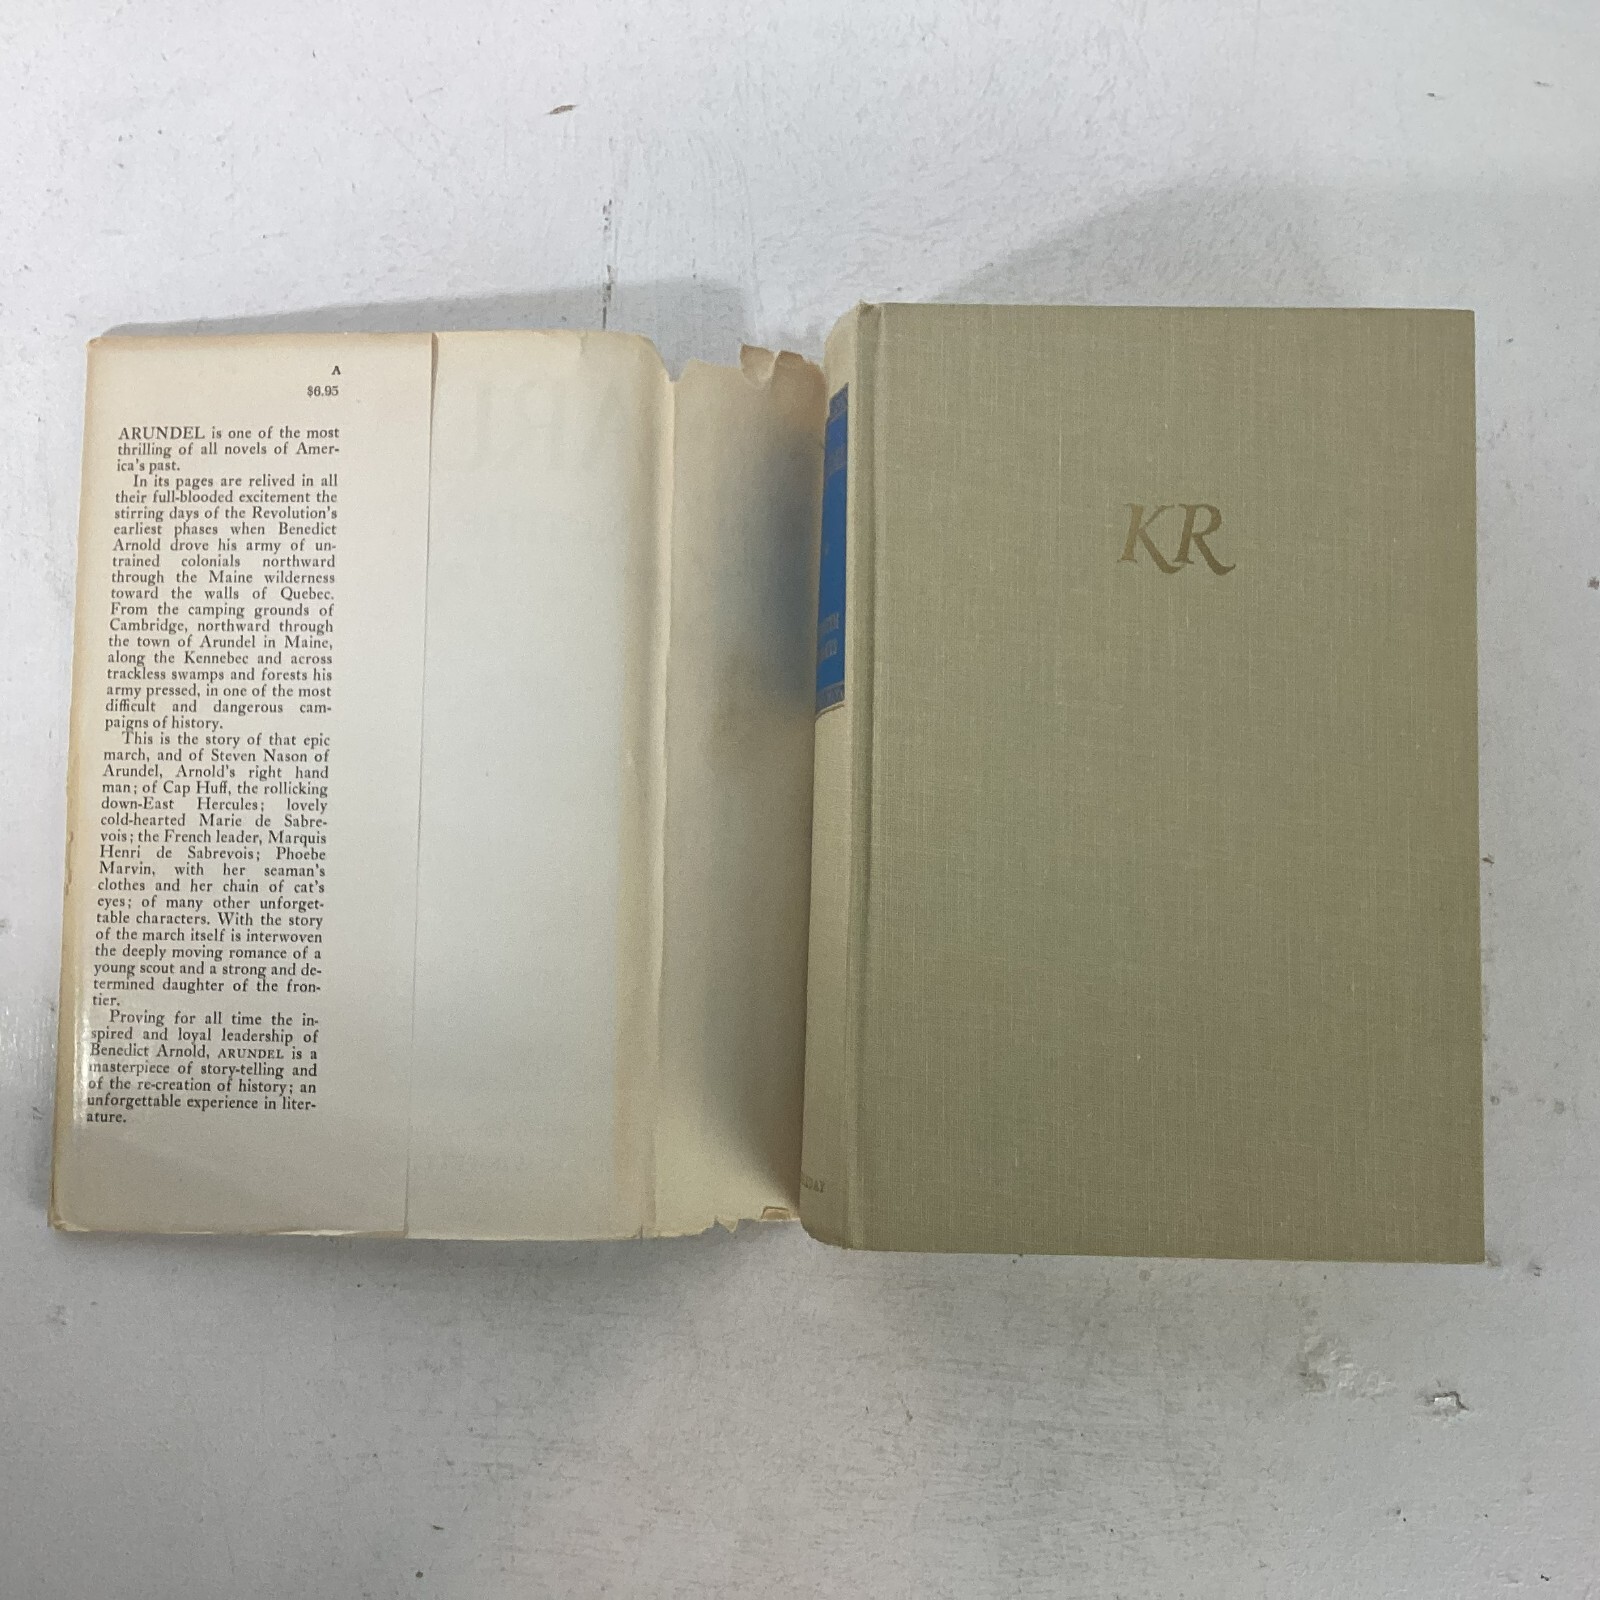 A
$6.95
ARUNDEL is one of the most
thrilling of all novels of Amer-
ica's past.
In its pages are relived in all
their full-blooded excitement the
stirring days of the Revolution's
earliest phases when Benedict
Arnold drove his army of un-
trained colonials northward
through the Maine wilderness
toward the walls of Quebec.
From the camping grounds of
Cambridge, northward through
the town of Arundel in Maine,
along the Kennebec and across
trackless swamps and forests his
army pressed, in one of the most
difficult and dangerous cam-
paigns of history.
This is the story of that epic
march, and of Steven Nason of
Arundel, Arnold's right hand
man; of Cap Huff, the rollicking
down-East Hercules; lovely
cold-hearted Marie de Sabre-
vois; the French leader, Marquis
Henri de Sabrevois; Phoebe
Marvin, with her seaman's
clothes and her chain of cat's
eyes; of many other unforget-
table characters. With the story
of the march itself is interwoven
the deeply moving romance of a
young scout and a strong and de-
termined daughter of the fron-
tier.
Proving for all time the in-
spired and loyal leadership of
Benedict Arnold, ARUNDEL is a
masterpiece of story-telling and
of the re-creation of history; an
unforgettable experience in liter-
ature.
KR